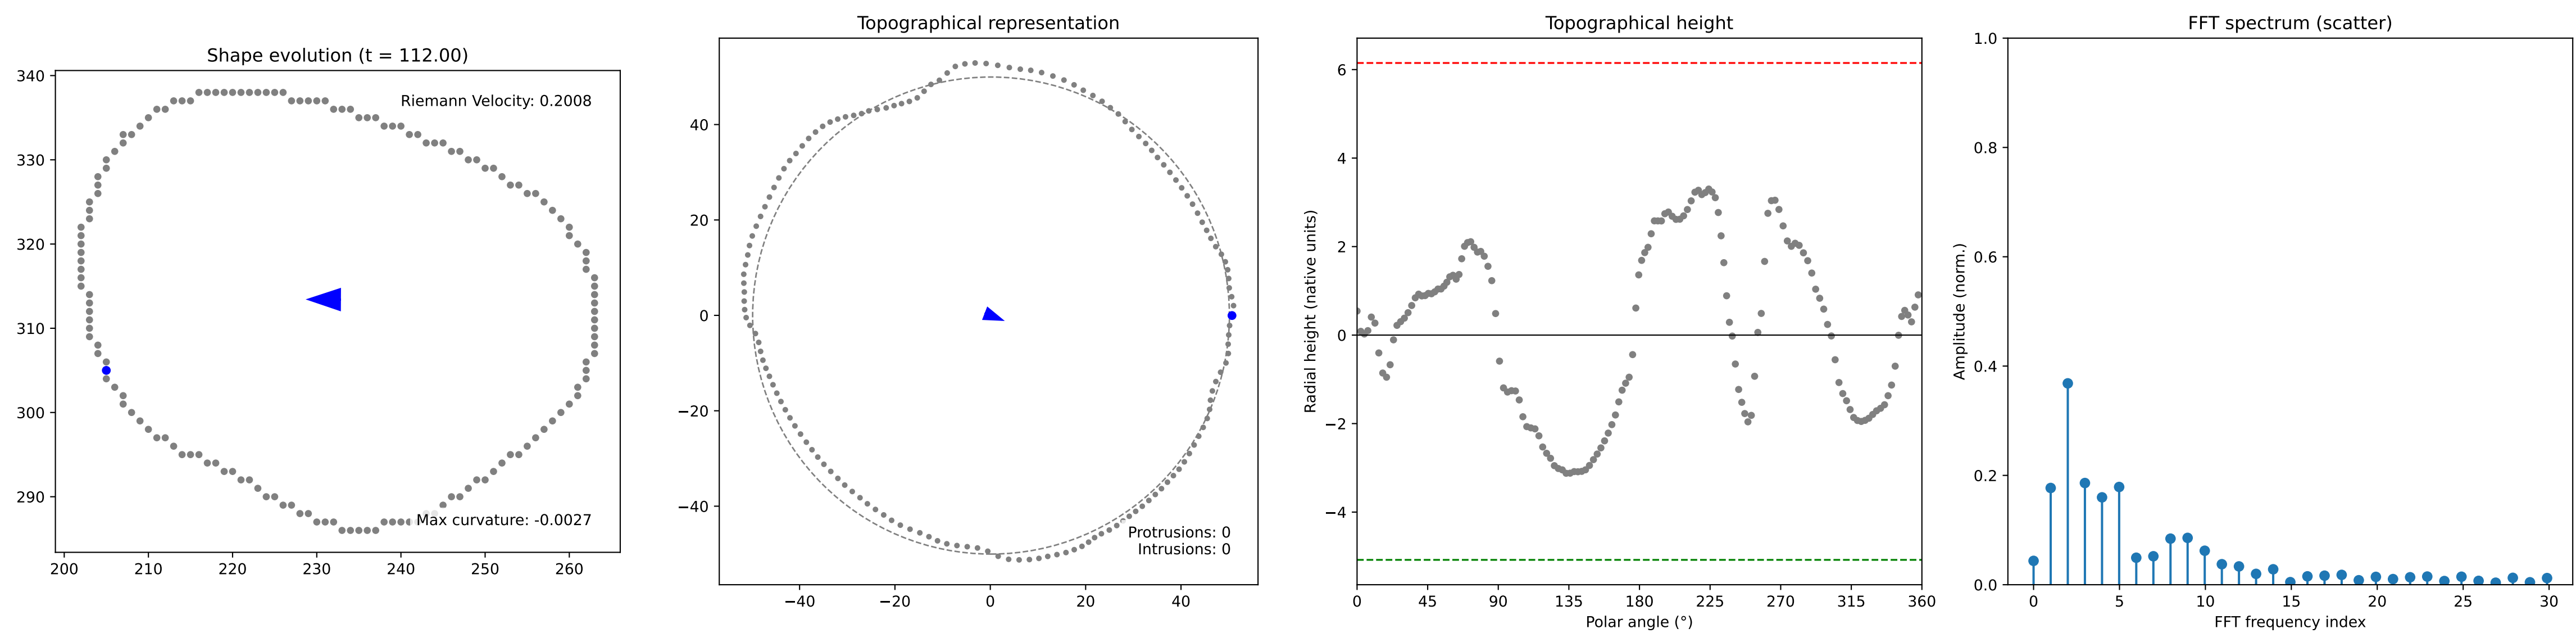 Shape evolution (t = 112.00)
Riemann Velocity: 0.2008
Max curvature: -0.0027
340
330
320
310
300
290
200 210 220 230 240 250 260
Topographical representation
Protrusions: 0
Intrusions: 0
40
20
0
−20
−40
−40 −20 0 20 40
Topographical height
Radial height (native units)
6
4
2
0
−2
−4
0 45 90 135 180 225 270 315 360
Polar angle (°)
FFT spectrum (scatter)
Amplitude (norm.)
1.0
0.8
0.6
0.4
0.2
0.0
0 5 10 15 20 25 30
FFT frequency index